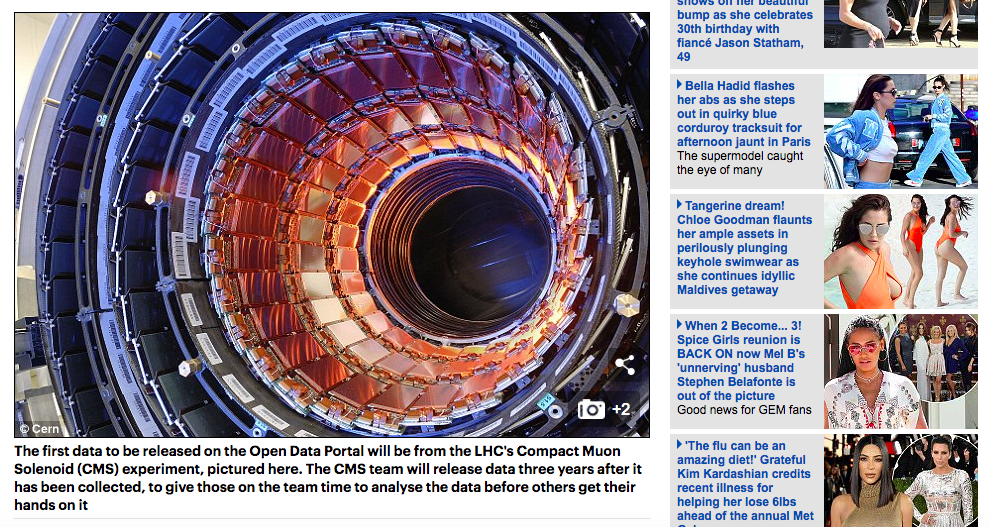 © Cern
+2
The first data to be released on the Open Data Portal will be from the LHC's Compact Muon
Solenoid (CMS) experiment, pictured here. The CMS team will release data three years after it
has been collected, to give those on the team time to analyse the data before others get their
hands on it
shows off her beautiful
bump as she celebrates
30th birthday with
fiancé Jason Statham,
49
Bella Hadid flashes
her abs as she steps
out in quirky blue
corduroy tracksuit for
afternoon jaunt in Paris
The supermodel caught
the eye of many
Tangerine dream!
Chloe Goodman flaunts
her ample assets in
perilously plunging
keyhole swimwear as
she continues idyllic
Maldives getaway
When 2 Become... 3!
Spice Girls reunion is
BACK ON now Mel B's
'unnerving' husband
Stephen Belafonte is
out of the picture
Good news for GEM fans
'The flu can be an
amazing diet!' Grateful
Kim Kardashian credits
recent illness for
helping her lose 6lbs
ahead of the annual Met